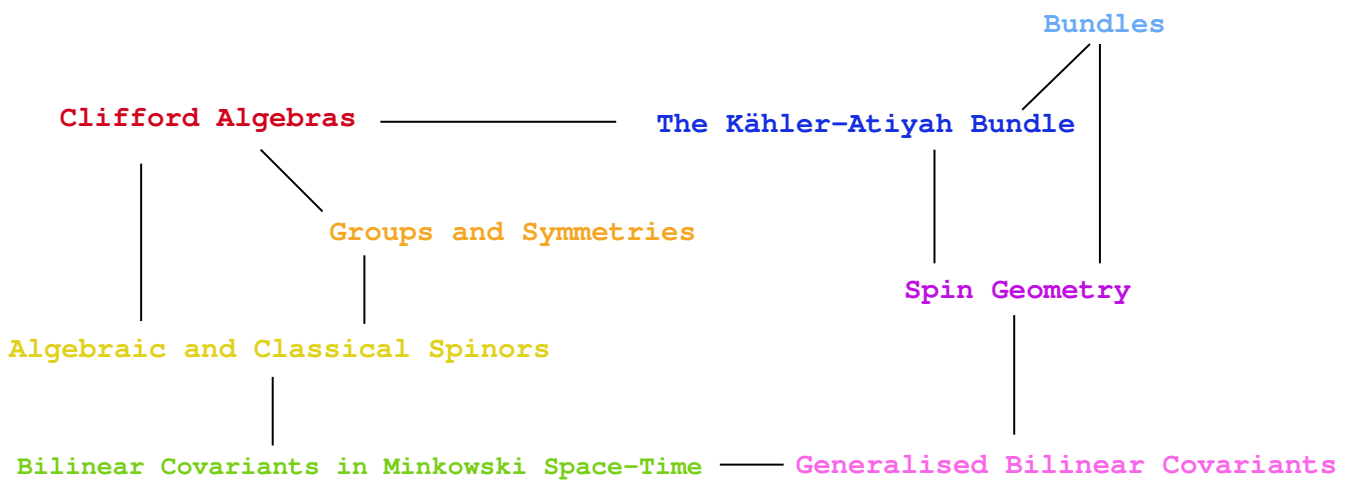 Bundles
Clifford Algebras
The Kähler-Atiyah Bundle
Groups and Symmetries
Spin Geometry
Algebraic and Classical Spinors
Bilinear Covariants in Minkowski Space-Time
Generalised Bilinear Covariants